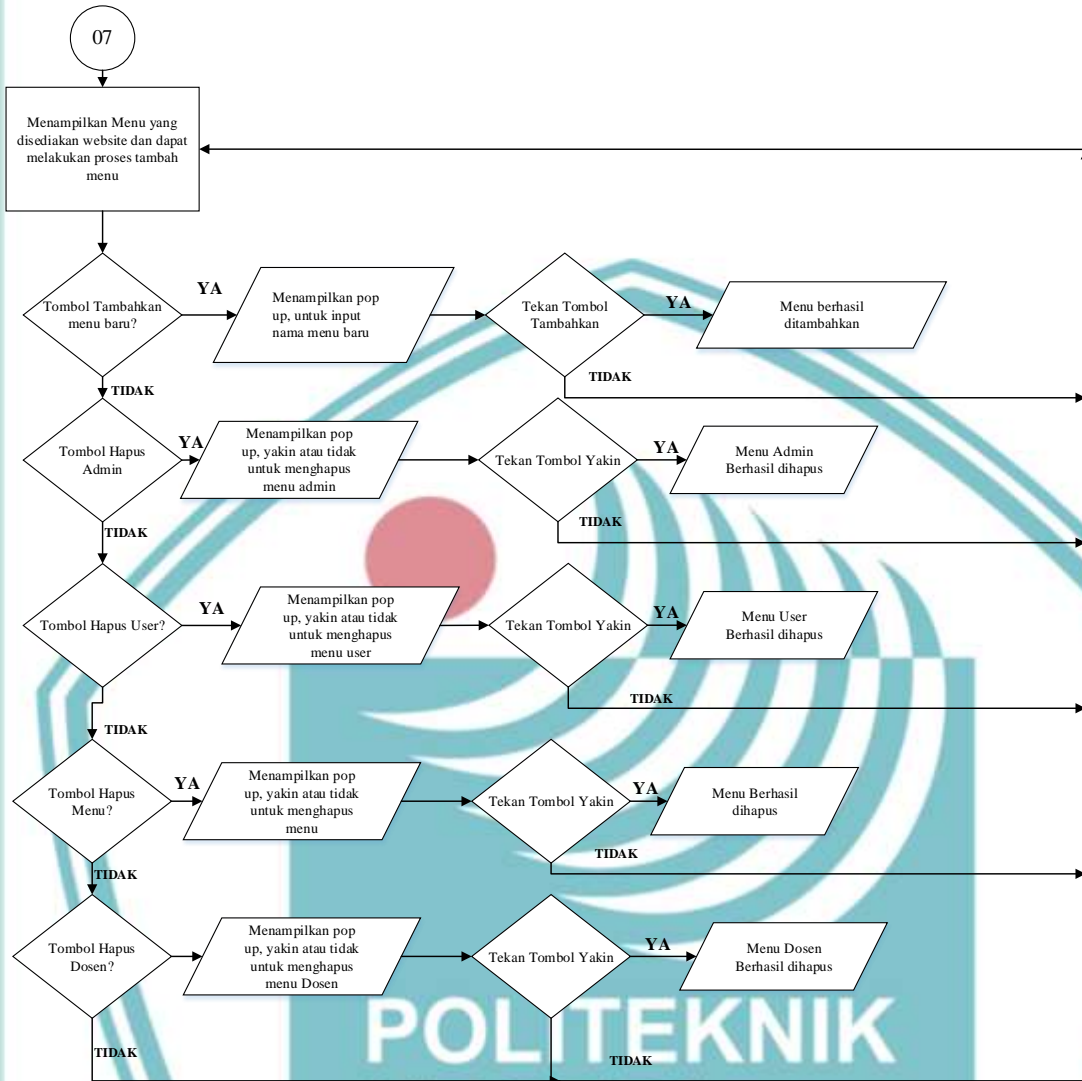 07
Menampilkan Menu yang
disediakan website dan dapat
melakukan proses tambah
menu
Tombol Tambahkan
menu baru?
YA
Menampilkan pop
up, untuk input
nama menu baru
Tekan Tombol
Tambahkan
YA
Menu berhasil
ditambahkan
TIDAK
TIDAK
Tombol Hapus
Admin
YA
Menampilkan pop
up, yakin atau tidak
untuk menghapus
menu admin
Tekan Tombol Yakin
YA
Menu Admin
Berhasil dihapus
TIDAK
TIDAK
Tombol Hapus User?
YA
Menampilkan pop
up, yakin atau tidak
untuk menghapus
menu user
Tekan Tombol Yakin
YA
Menu User
Berhasil dihapus
TIDAK
TIDAK
Tombol Hapus
Menu?
YA
Menampilkan pop
up, yakin atau tidak
untuk menghapus
menu
Tekan Tombol Yakin
YA
Menu Berhasil
dihapus
TIDAK
TIDAK
Tombol Hapus
Dosen?
Menampilkan pop
up, yakin atau tidak
untuk menghapus
menu Dosen
Tekan Tombol Yakin
YA
Menu Dosen
Berhasil dihapus
POLITEKNIK
TIDAK
TIDAK